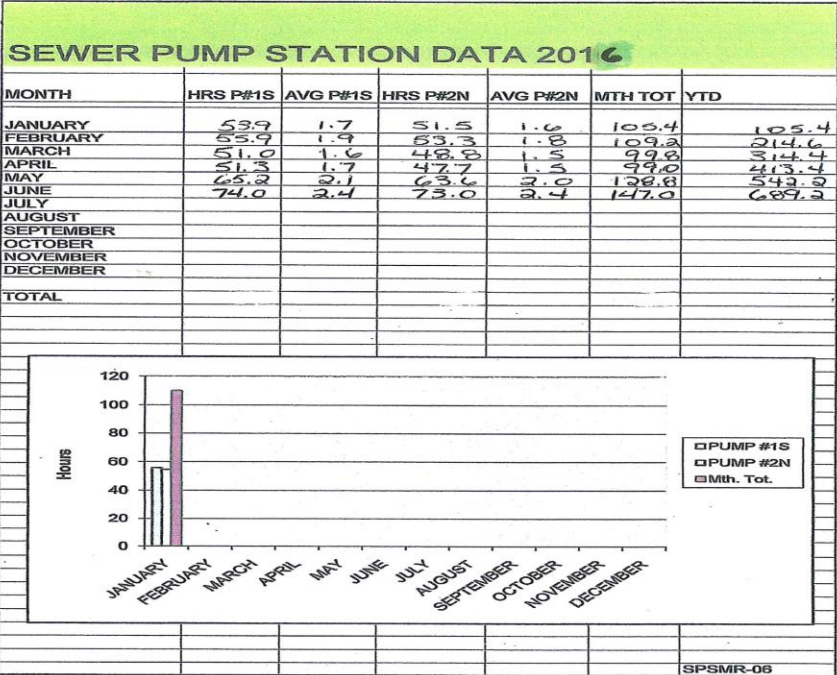 SEWER PUMP STATION DATA 2016
MONTH HRS P#1S AVG P#1S HRS P#2N AVG P#2N MTH TOT YTD
JANUARY 53.9 1.7 51.5 1.6 105.4 105.4
FEBRUARY 55.9 1.9 53.3 1.8 109.2 214.6
MARCH 51.0 1.6 48.8 1.5 99.8 314.4
APRIL 51.3 1.7 47.7 1.5 99.0 413.4
MAY 65.2 2.1 63.6 2.0 128.8 542.2
JUNE 74.0 2.4 73.0 2.4 147.0 689.2
JULY
AUGUST
SEPTEMBER
OCTOBER
NOVEMBER
DECEMBER
TOTAL
120
100
80
60
40
20
0
Hours
JANUARY FEBRUARY MARCH APRIL MAY JUNE JULY AUGUST SEPTEMBER OCTOBER NOVEMBER DECEMBER
PUMP #1S
PUMP #2N
Mth. Tot.
SPSMR-06